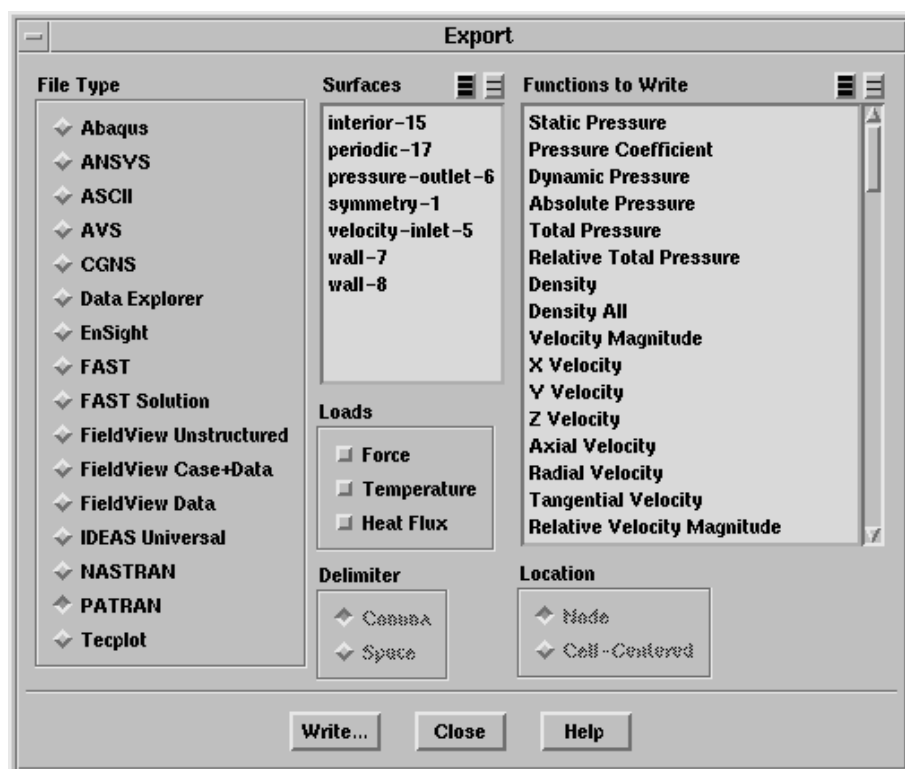 Export
File Type
Abaqus
ANSYS
ASCII
AVS
CGNS
Data Explorer
EnSight
FAST
FAST Solution
FieldView Unstructured
FieldView Case+Data
FieldView Data
IDEAS Universal
NASTRAN
PATRAN
Tecplot
Surfaces
interior-15
periodic-17
pressure-outlet-6
symmetry-1
velocity-inlet-5
wall-7
wall-8
Loads
Force
Temperature
Heat Flux
Delimiter
Comma
Space
Functions to Write
Static Pressure
Pressure Coefficient
Dynamic Pressure
Absolute Pressure
Total Pressure
Relative Total Pressure
Density
Density All
Velocity Magnitude
X Velocity
Y Velocity
Z Velocity
Axial Velocity
Radial Velocity
Tangential Velocity
Relative Velocity Magnitude
Location
Node
Cell-Centered
Write...
Close
Help